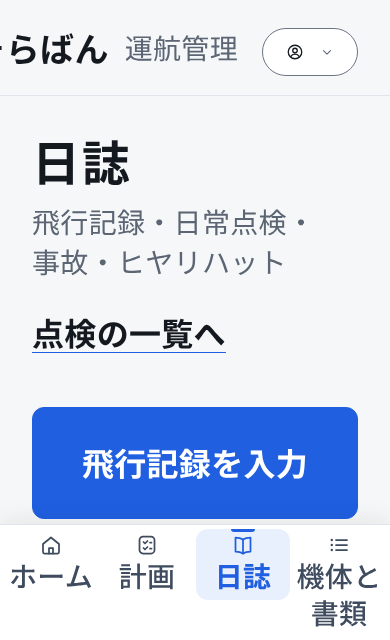 らばん 運航管理
日誌
飛行記録・日常点検・
事故・ヒヤリハット
点検の一覧へ
飛行記録を入力
ホーム 計画 日誌 機体と
書類